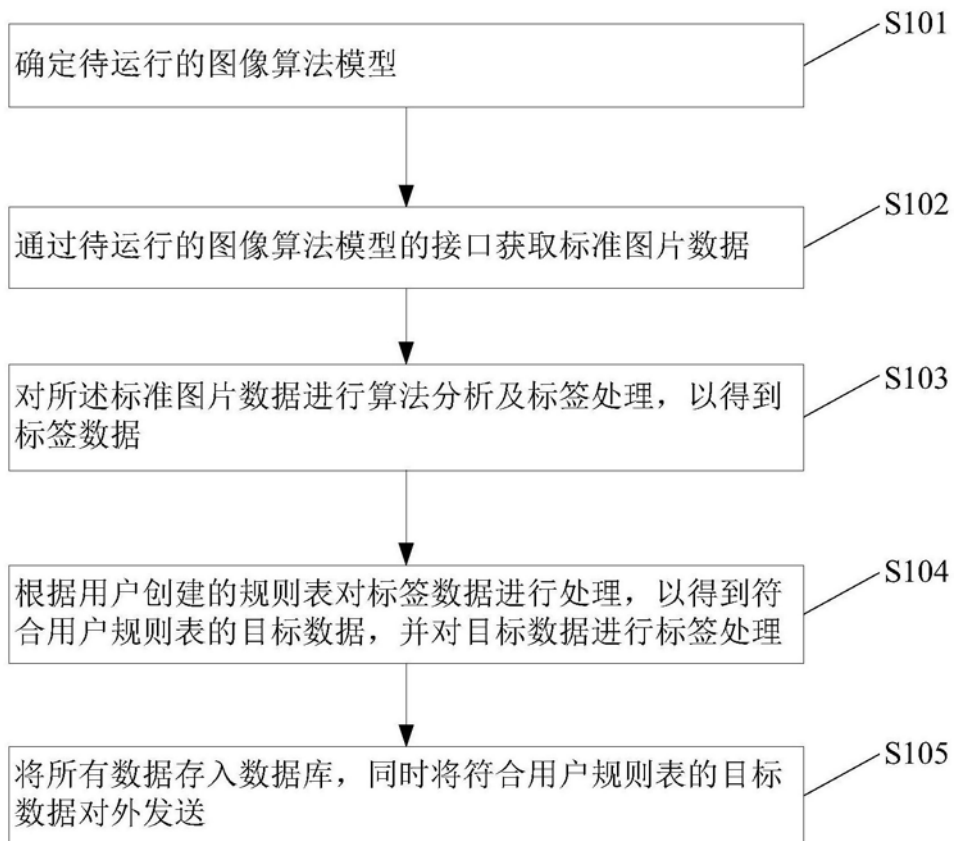 S101
确定待运行的图像算法模型
S102
通过待运行的图像算法模型的接口获取标准图片数据
S103
对所述标准图片数据进行算法分析及标签处理，以得到
标签数据
S104
根据用户创建的规则表对标签数据进行处理，以得到符
合用户规则表的目标数据，并对目标数据进行标签处理
S105
将所有数据存入数据库，同时将符合用户规则表的目标
数据对外发送